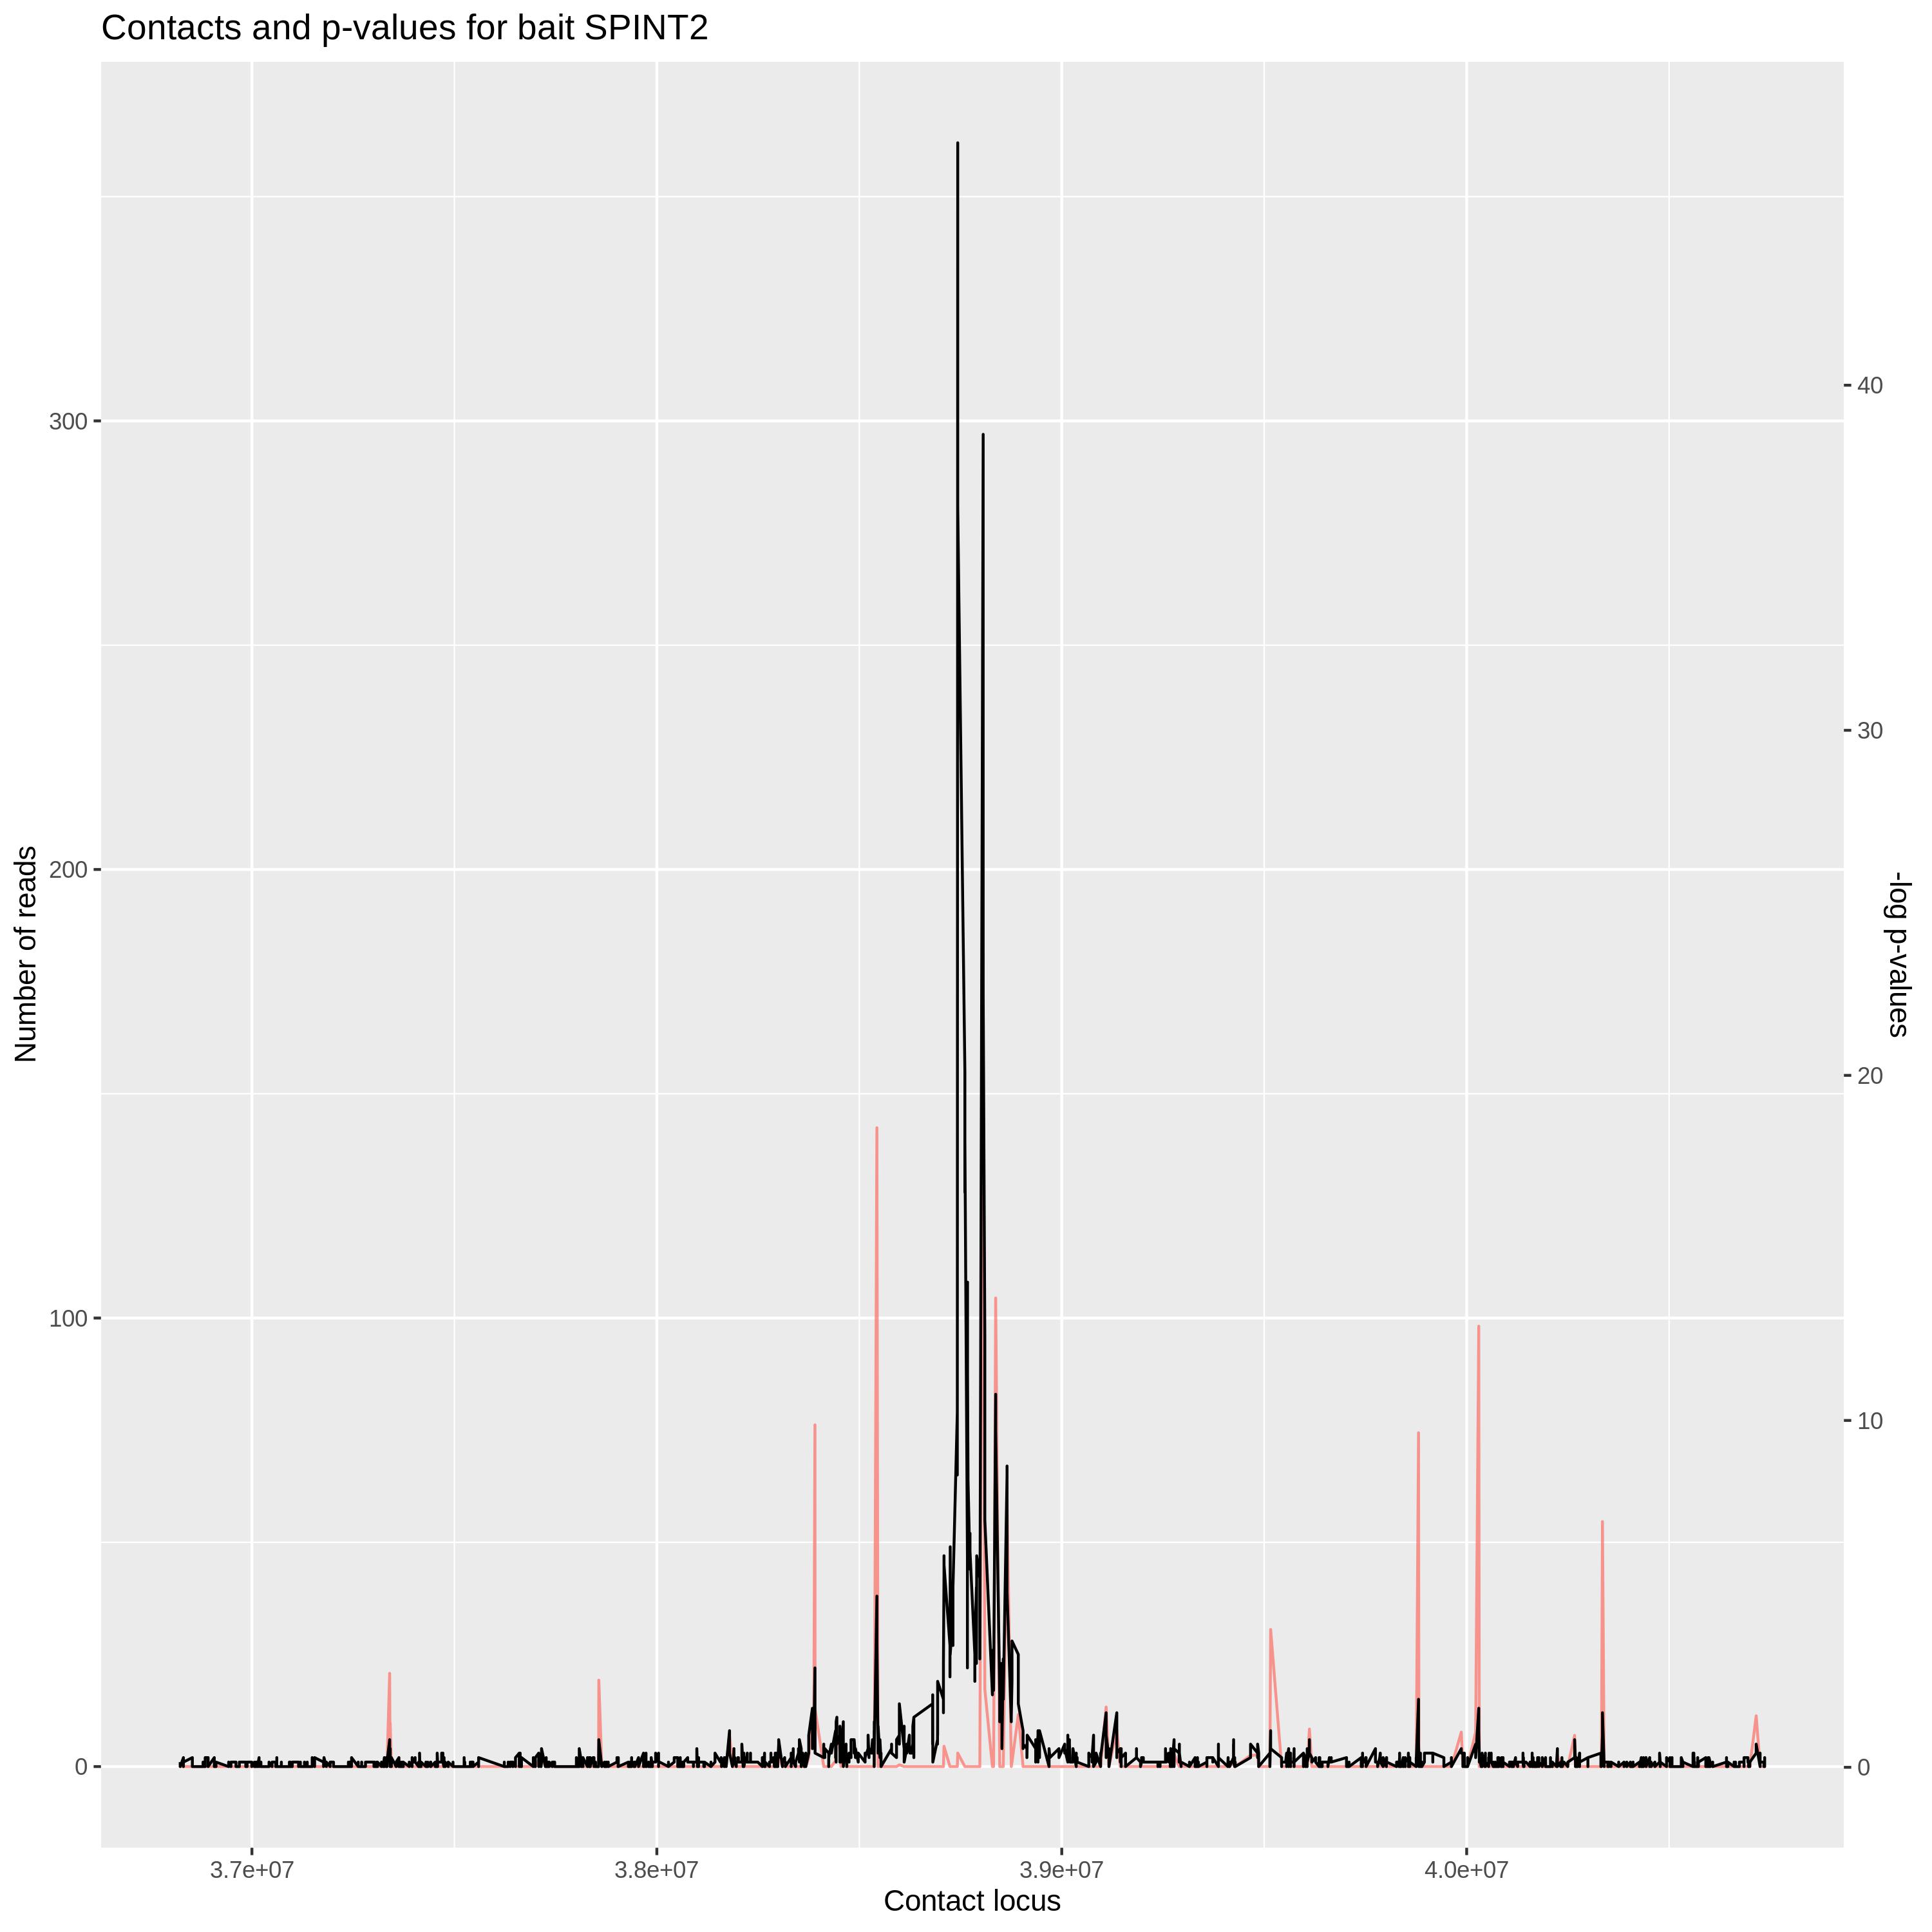 Contacts and p-values for bait SPINT2
Number of reads
300
200
100
0
40
30
20
10
0
-log p-values
3.7e+07 3.8e+07 3.9e+07 4.0e+07
Contact locus